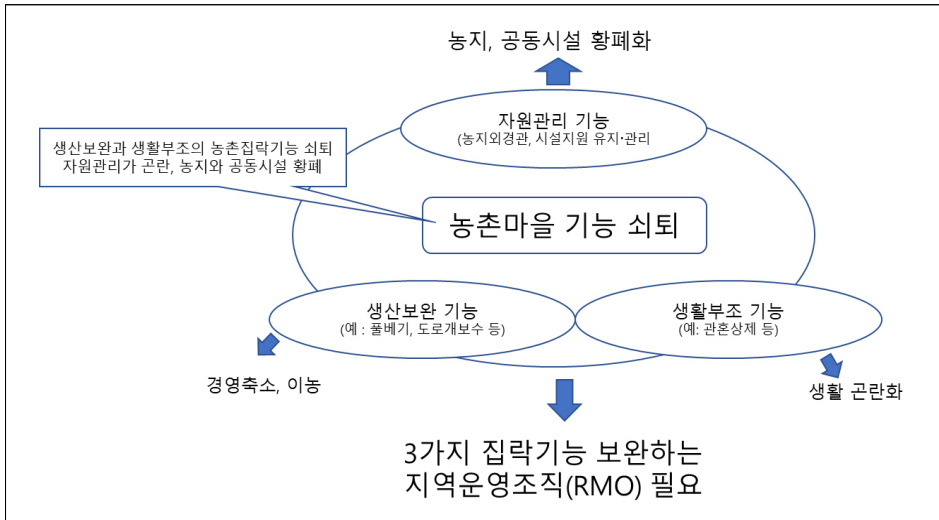 농지, 공동시설 황폐화
자원관리 기능
(농지외경관, 시설지원 유지·관리
생산보완과 생활부조의 농촌집락기능 쇠퇴
자원관리가 곤란, 농지와 공동시설 황폐
농촌마을 기능 쇠퇴
생산보완 기능
(예 : 풀베기, 도로개보수 등)
생활부조 기능
(예: 관혼상제 등)
경영축소, 이농
생활 곤란화
3가지 집락기능 보완하는
지역운영조직(RMO) 필요